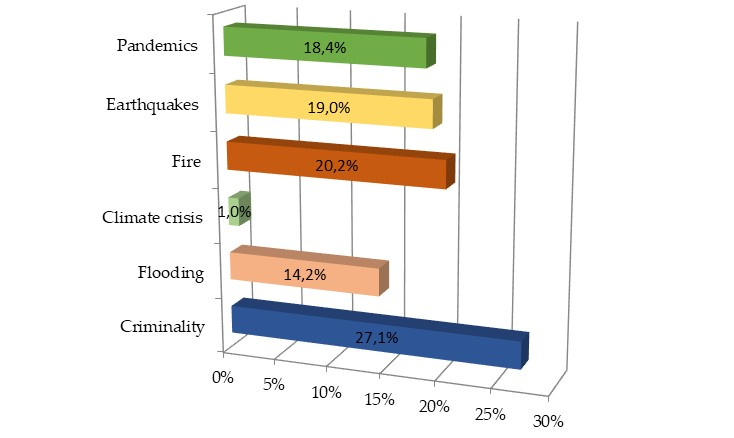 Pandemics
18,4%
Earthquakes
19,0%
Fire
20,2%
Climate crisis
1,0%
Flooding
14,2%
Criminality
27,1%
0%
5%
10%
15%
20%
25%
30%